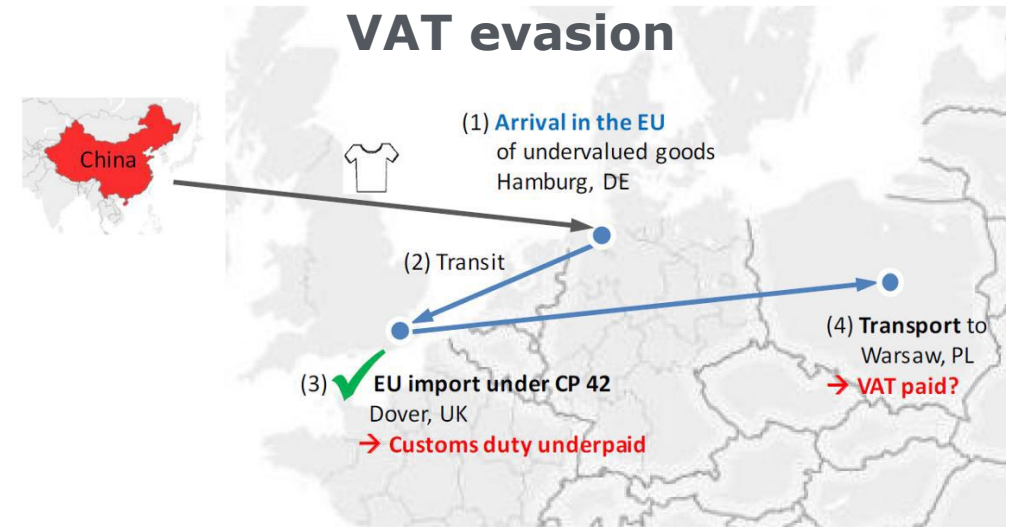 VAT evasion
China
(1) Arrival in the EU
of undervalued goods
Hamburg, DE
(2) Transit
(3) EU import under CP 42
Dover, UK
→ Customs duty underpaid
(4) Transport to
Warsaw, PL
→ VAT paid?